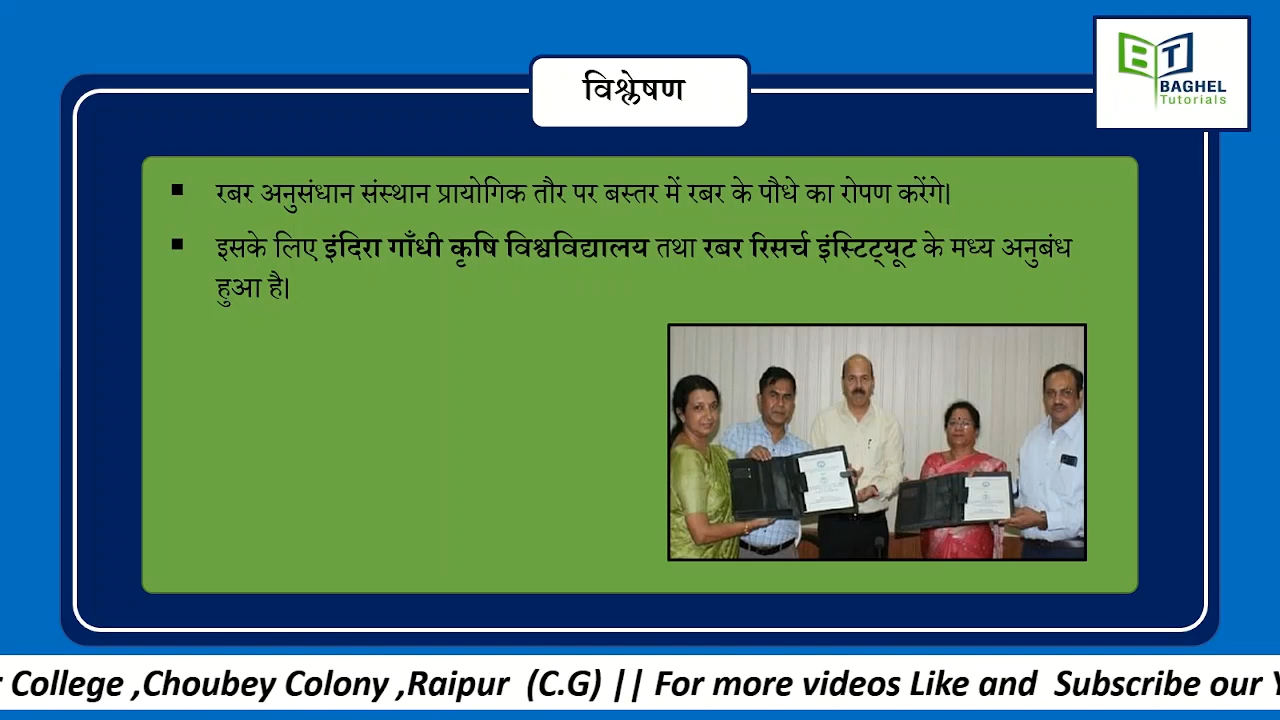 विश्लेषण
BT
BAGHEL
Tutorials
▪ रबर अनुसंधान संस्थान प्रायोगिक तौर पर बस्तर में रबर के पौधे का रोपण करेंगे।
▪ इसके लिए इंदिरा गाँधी कृषि विश्वविद्यालय तथा रबर रिसर्च इंस्टिट्यूट के मध्य अनुबंध
हुआ है।
College ,Choubey Colony ,Raipur (C.G) || For more videos Like and Subscribe our